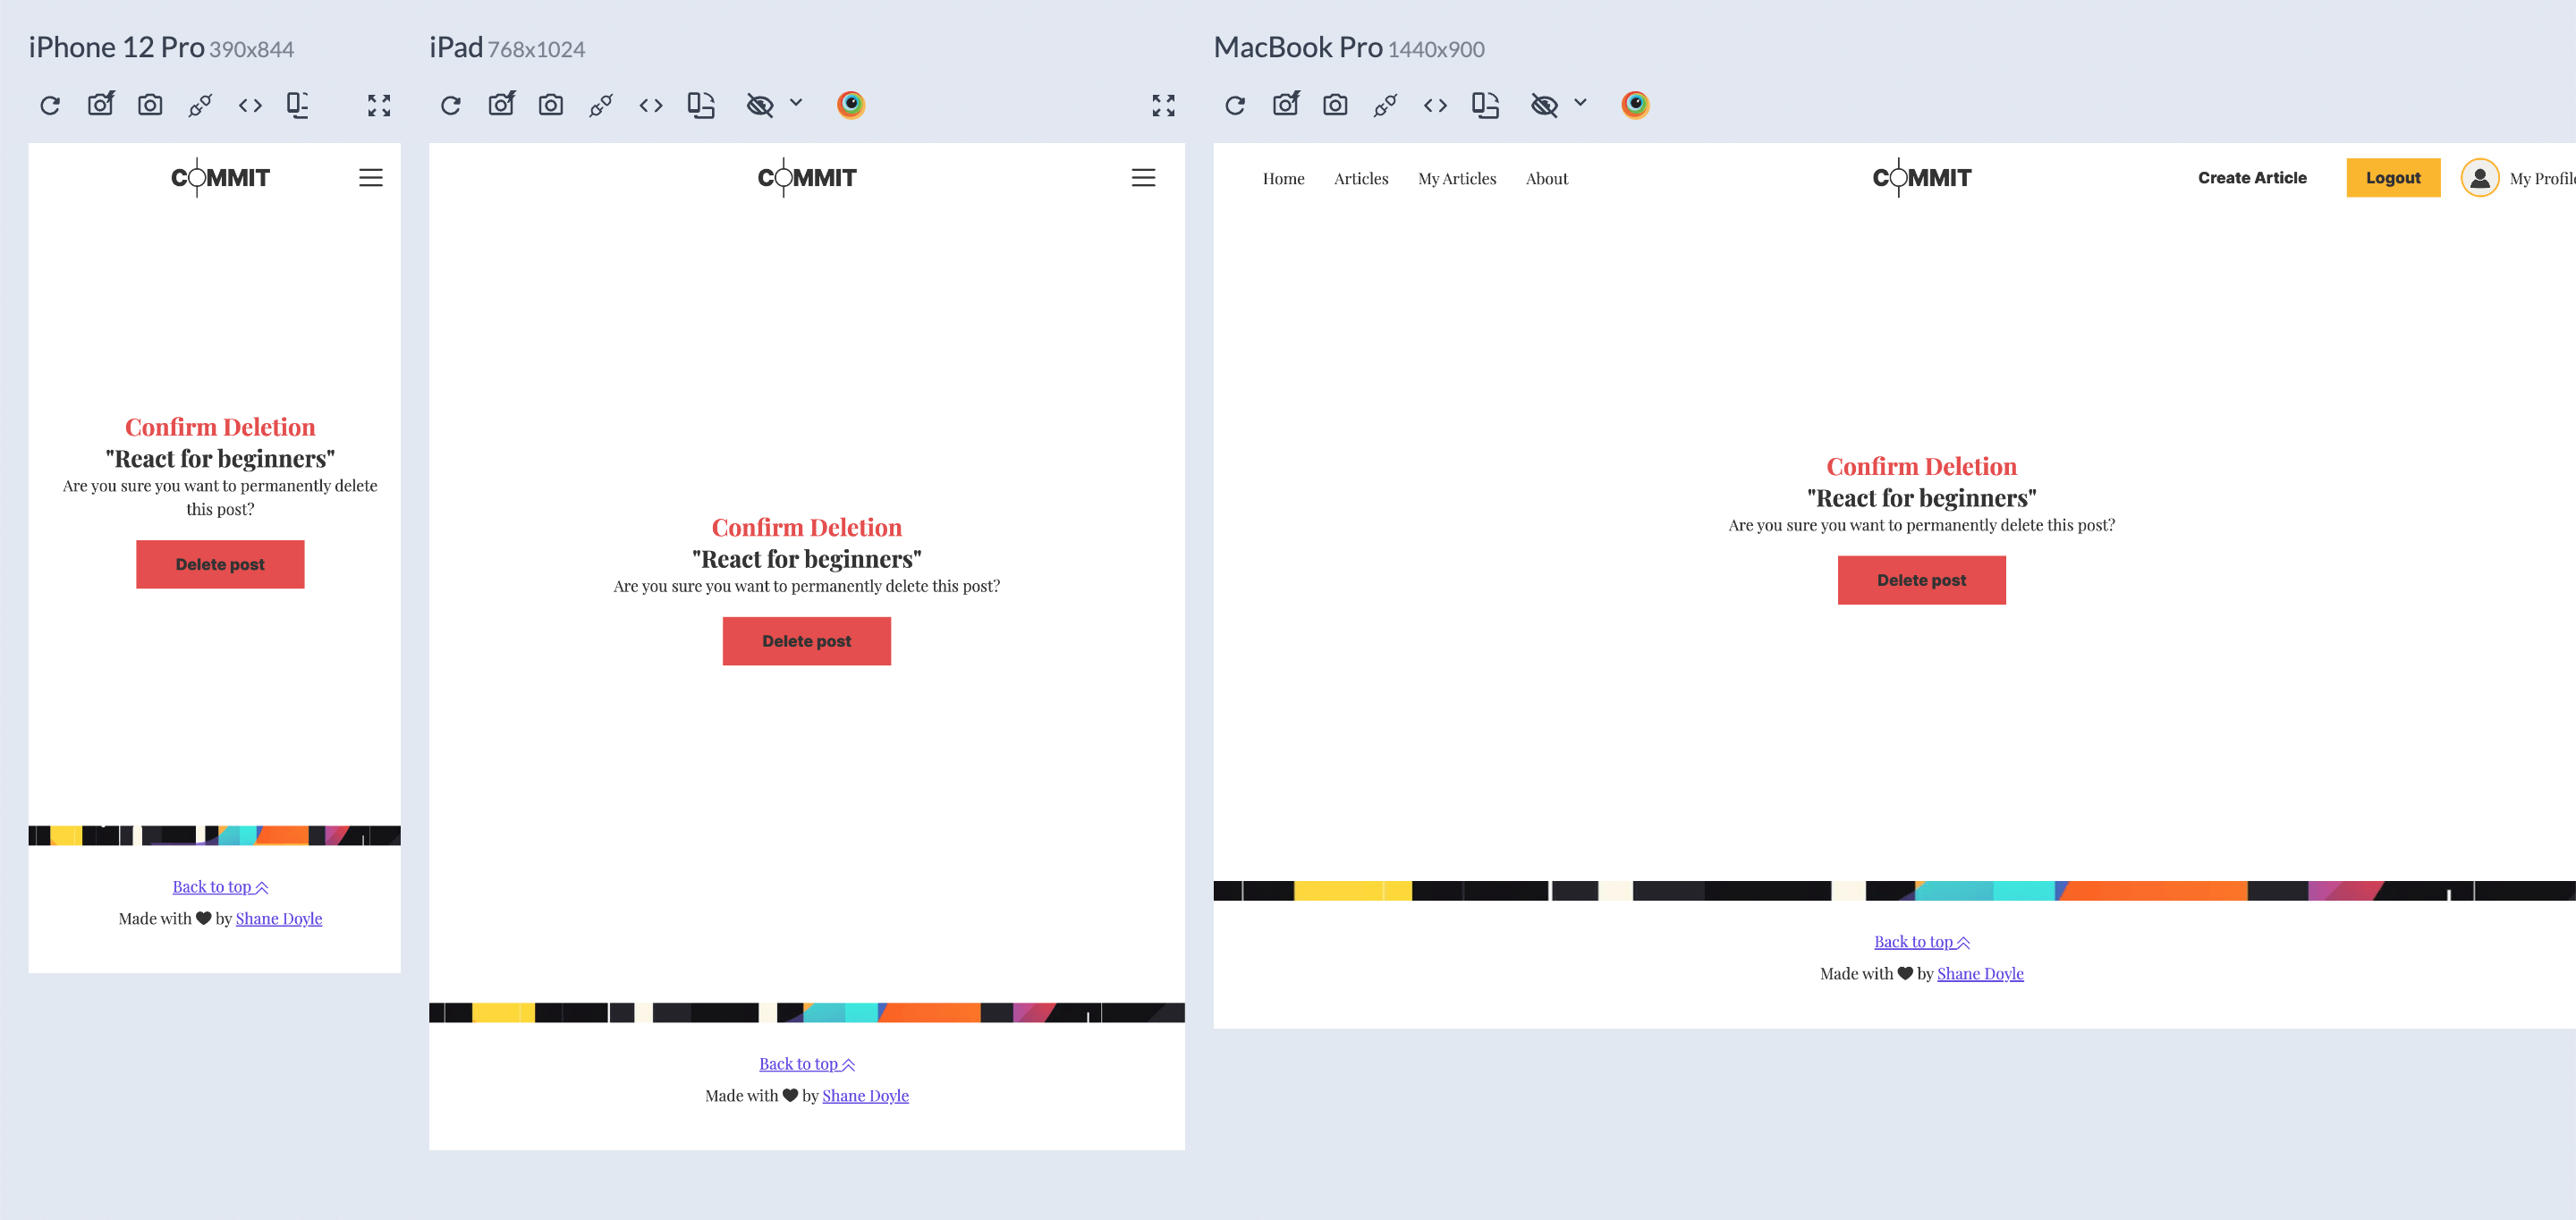 iPhone 12 Pro 390x844
COMMIT
Confirm Deletion
"React for beginners"
Are you sure you want to permanently delete
this post?
Delete post
Back to top
Made with by Shane Doyle
iPad 768x1024
COMMIT
Confirm Deletion
"React for beginners"
Are you sure you want to permanently delete this post?
Delete post
Back to top
Made with by Shane Doyle
MacBook Pro 1440x900
Home Articles My Articles About COMMIT Create Article Logout My Profile
Confirm Deletion
"React for beginners"
Are you sure you want to permanently delete this post?
Delete post
Back to top
Made with by Shane Doyle